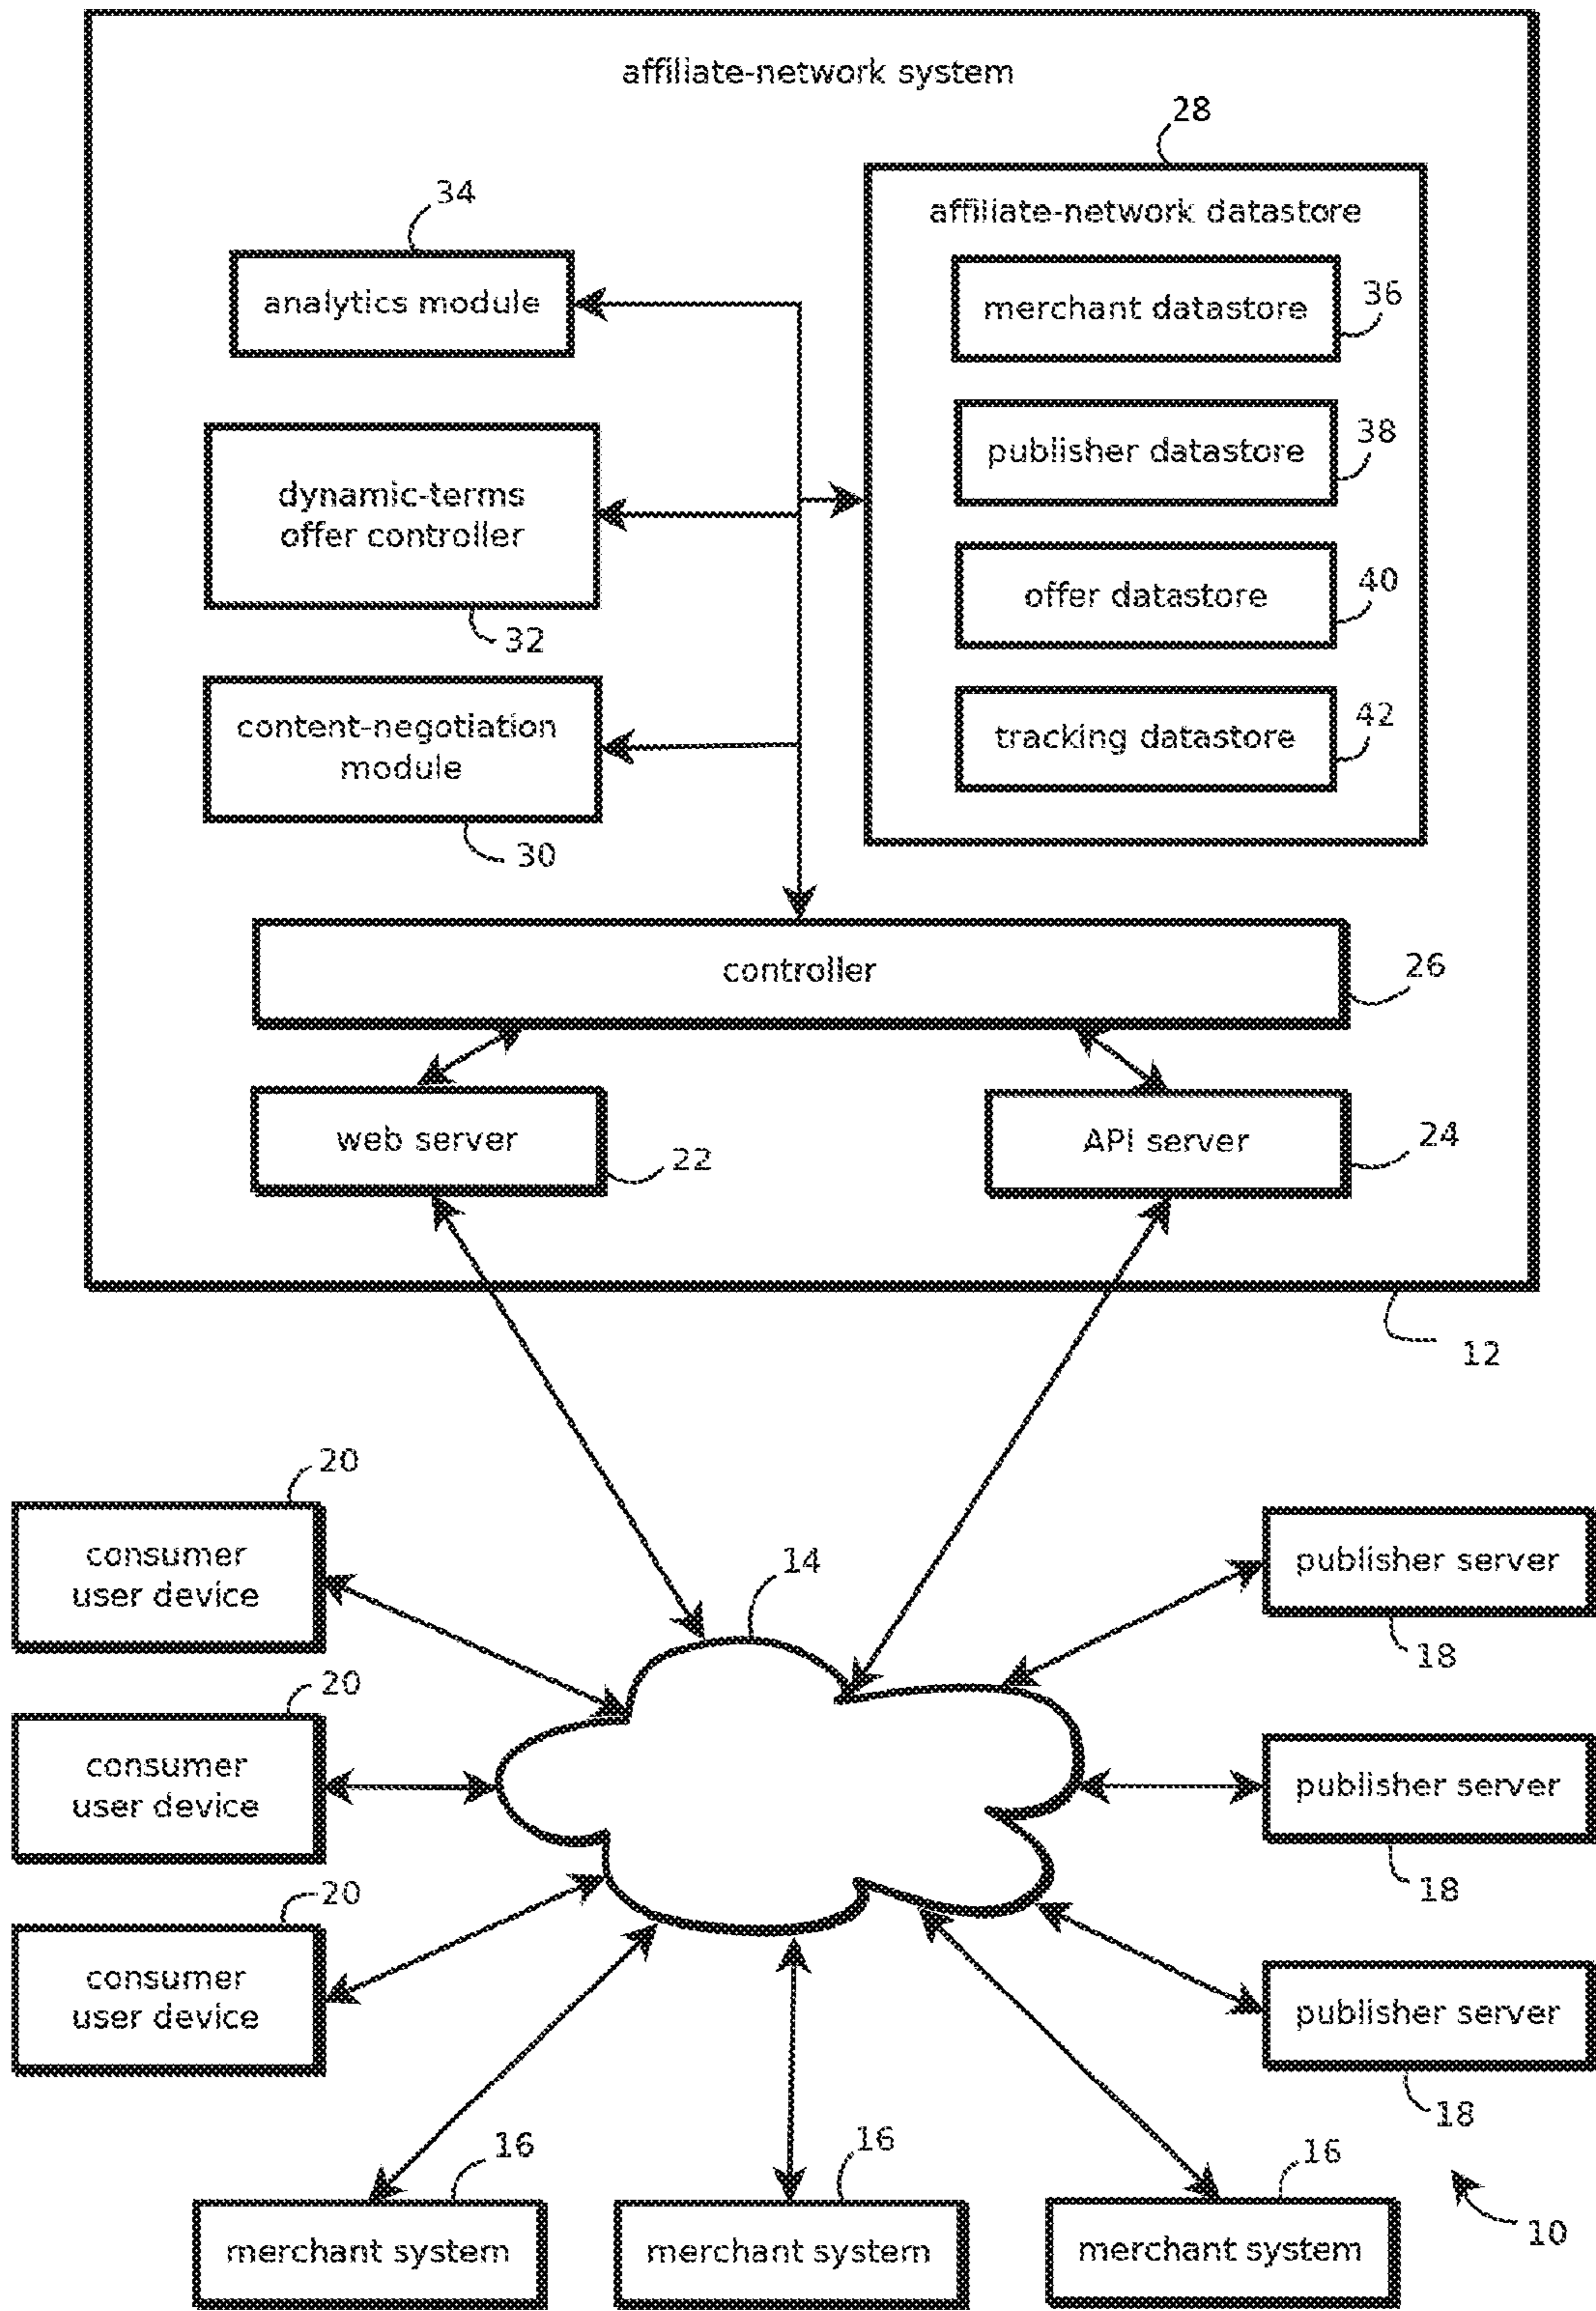 affiliate-network system
28
34
affiliate-network datastore
analytics module
merchant datastore
36
dynamic-terms
offer controller
32
publisher datastore
38
offer datastore
40
content-negotiation
module
30
tracking datastore
42
controller
26
web server
22
API server
24
12
20
consumer
user device
14
publisher server
18
20
consumer
user device
publisher server
18
20
consumer
user device
publisher server
18
16
merchant system
16
merchant system
16
merchant system
10